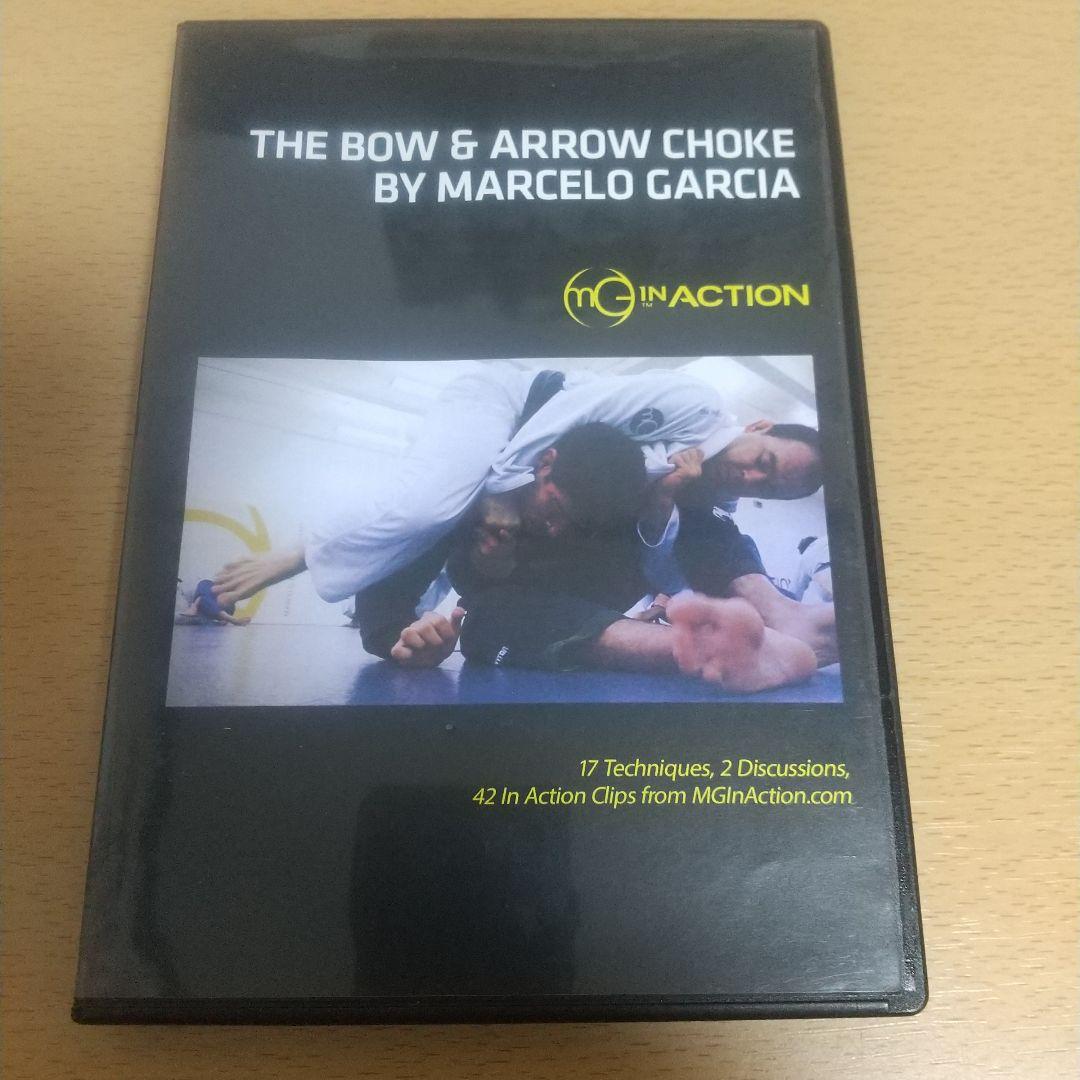 THE BOW & ARROW CHOKE
BY MARCELO GARCIA
mG IN ACTION
TM
17 Techniques, 2 Discussions,
42 In Action Clips from MGInAction.com